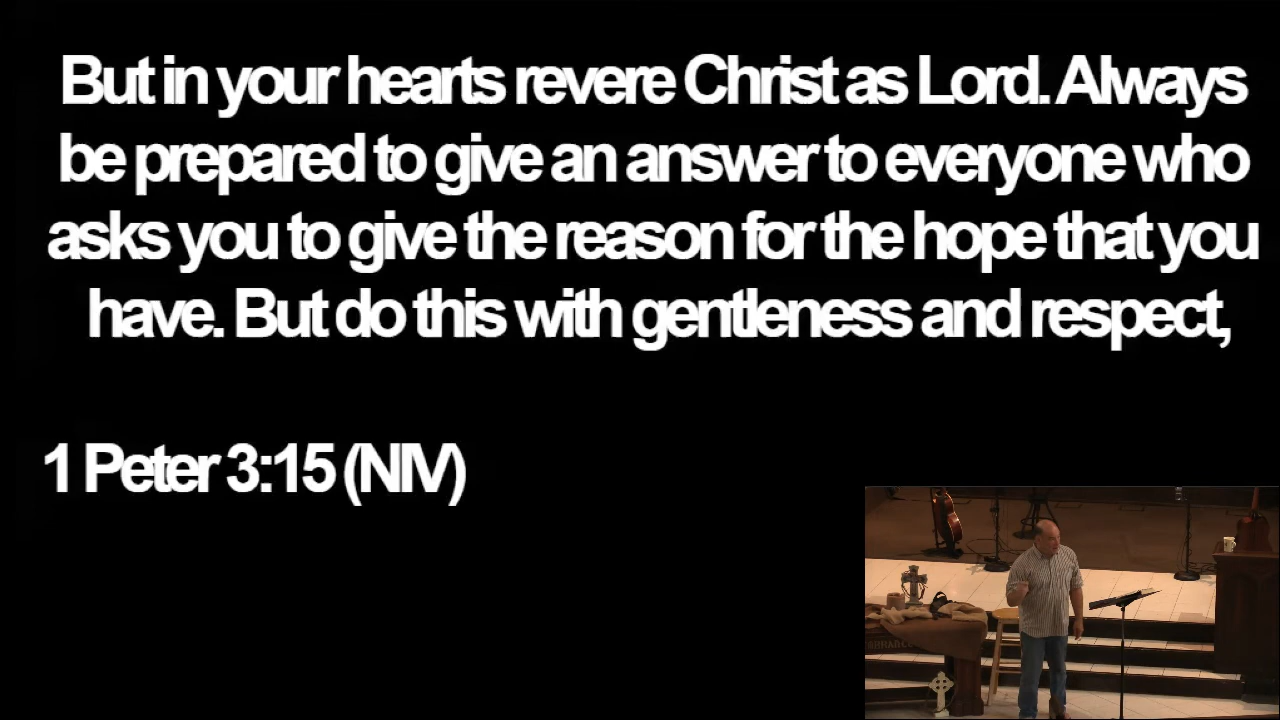 But in your hearts revere Christ as Lord. Always
be prepared to give an answer to everyone who
asks you to give the reason for the hope that you
have. But do this with gentleness and respect,
1 Peter 3:15 (NIV)